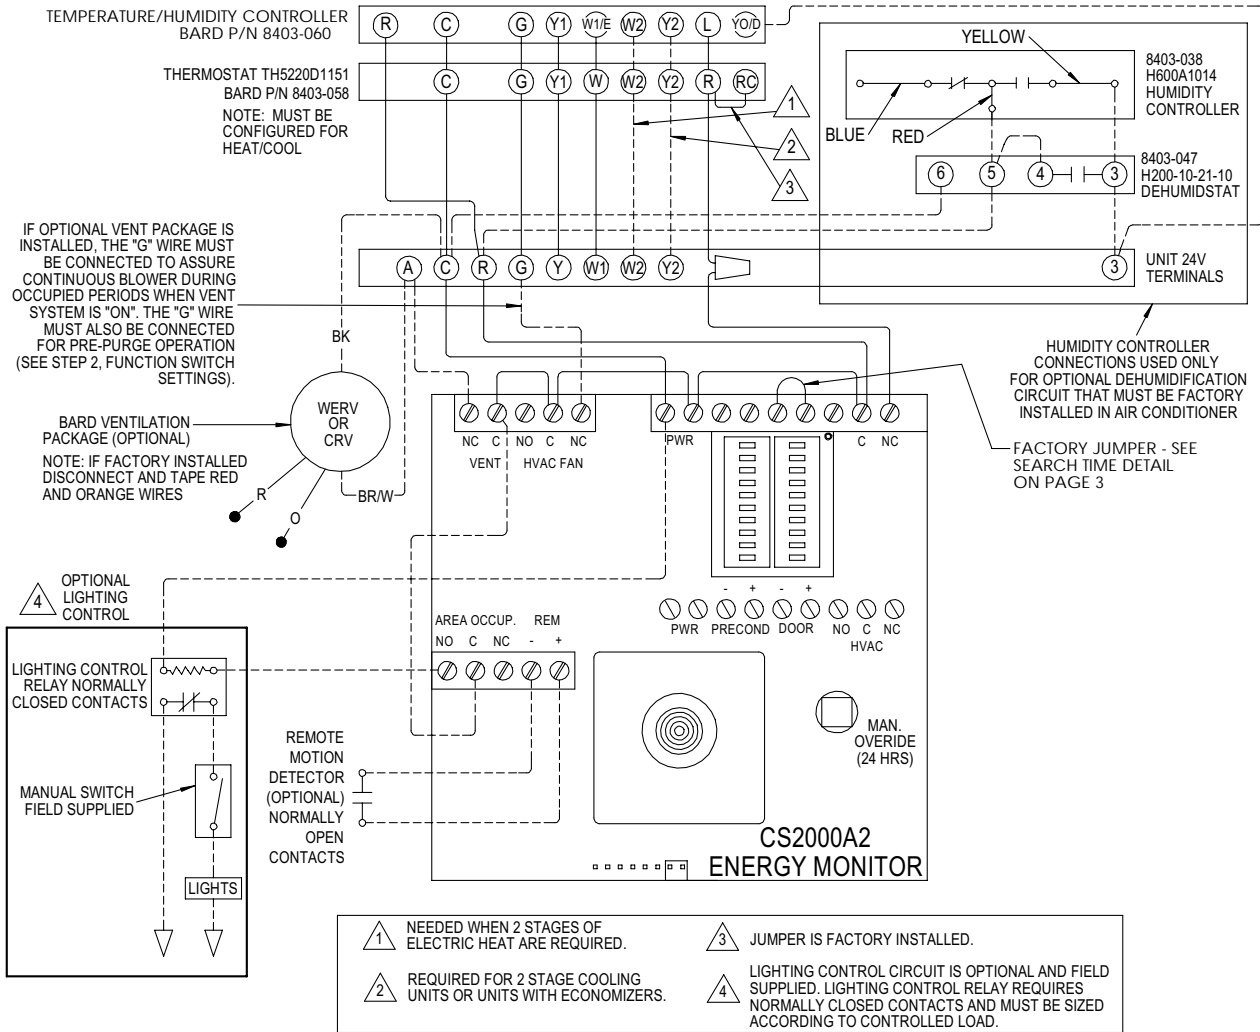 TEMPERATURE/HUMIDITY CONTROLLER
BARD P/N 8403-060
R C G Y1 W1/E W2 Y2 L YO/D
THERMOSTAT TH5220D1151
BARD P/N 8403-058
C G Y1 W W2 Y2 R RC
NOTE: MUST BE
CONFIGURED FOR
HEAT/COOL
1
2
3
YELLOW
BLUE
RED
8403-038
H600A1014
HUMIDITY
CONTROLLER
6 5 4 3
8403-047
H200-10-21-10
DEHUMIDSTAT
IF OPTIONAL VENT PACKAGE IS
INSTALLED, THE "G" WIRE MUST
BE CONNECTED TO ASSURE
CONTINUOUS BLOWER DURING
OCCUPIED PERIODS WHEN VENT
SYSTEM IS "ON". THE "G" WIRE
MUST ALSO BE CONNECTED
FOR PRE-PURGE OPERATION
(SEE STEP 2, FUNCTION SWITCH
SETTINGS).
A C R G Y W1 W2 Y2 3
UNIT 24V
TERMINALS
HUMIDITY CONTROLLER
CONNECTIONS USED ONLY
FOR OPTIONAL DEHUMIDIFICATION
CIRCUIT THAT MUST BE FACTORY
INSTALLED IN AIR CONDITIONER
BK
WERV
OR
CRV
BARD VENTILATION
PACKAGE (OPTIONAL)
NOTE: IF FACTORY INSTALLED
DISCONNECT AND TAPE RED
AND ORANGE WIRES
R
O
BR/W
NC C NO C NC
VENT HVAC FAN
PWR C NC
FACTORY JUMPER - SEE
SEARCH TIME DETAIL
ON PAGE 3
4
OPTIONAL
LIGHTING
CONTROL
LIGHTING CONTROL
RELAY NORMALLY
CLOSED CONTACTS
MANUAL SWITCH
FIELD SUPPLIED
LIGHTS
AREA OCCUP. REM
NO C NC - +
REMOTE
MOTION
DETECTOR
(OPTIONAL)
NORMALLY
OPEN
CONTACTS
- + - +
PWR PRECOND DOOR NO C NC
HVAC
MAN.
OVERIDE
(24 HRS)
CS2000A2
ENERGY MONITOR
1
NEEDED WHEN 2 STAGES OF
ELECTRIC HEAT ARE REQUIRED.
2
REQUIRED FOR 2 STAGE COOLING
UNITS OR UNITS WITH ECONOMIZERS.
3
JUMPER IS FACTORY INSTALLED.
4
LIGHTING CONTROL CIRCUIT IS OPTIONAL AND FIELD
SUPPLIED. LIGHTING CONTROL RELAY REQUIRES
NORMALLY CLOSED CONTACTS AND MUST BE SIZED
ACCORDING TO CONTROLLED LOAD.